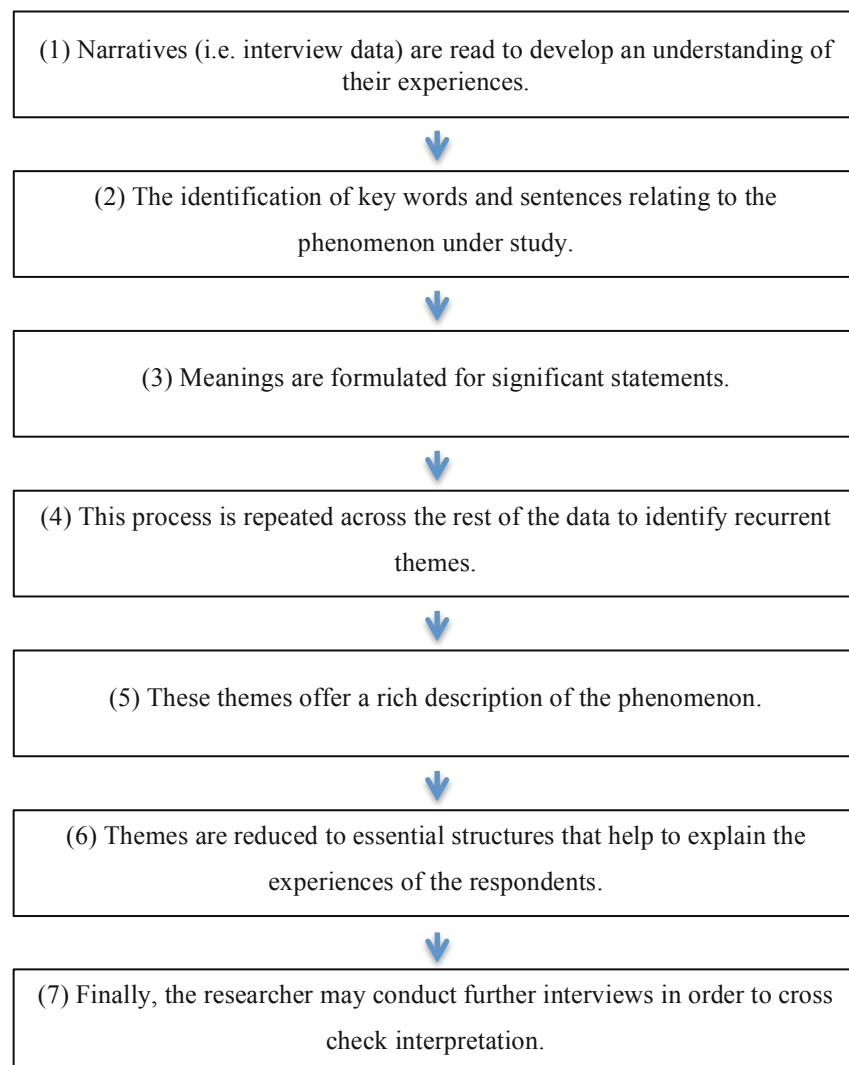 (1) Narratives (i.e. interview data) are read to develop an understanding of
their experiences.
(2) The identification of key words and sentences relating to the
phenomenon under study.
(3) Meanings are formulated for significant statements.
(4) This process is repeated across the rest of the data to identify recurrent
themes.
(5) These themes offer a rich description of the phenomenon.
(6) Themes are reduced to essential structures that help to explain the
experiences of the respondents.
(7) Finally, the researcher may conduct further interviews in order to cross
check interpretation.